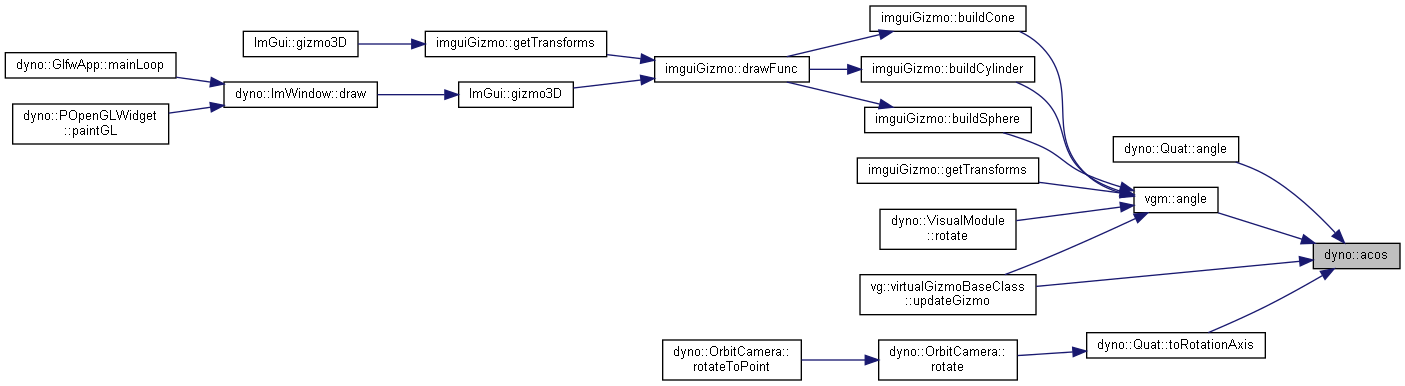 imguiGizmo::buildCone
ImGui::gizmo3D
imguiGizmo::getTransforms
dyno::GlfwApp::mainLoop
imguiGizmo::drawFunc
imguiGizmo::buildCylinder
dyno::ImWindow::draw
ImGui::gizmo3D
dyno::POpenGLWidget
::paintGL
imguiGizmo::buildSphere
dyno::Quat::angle
imguiGizmo::getTransforms
vgm::angle
dyno::VisualModule
::rotate
dyno::acos
vg::virtualGizmoBaseClass
::updateGizmo
dyno::Quat::toRotationAxis
dyno::OrbitCamera::
rotateToPoint
dyno::OrbitCamera::
rotate